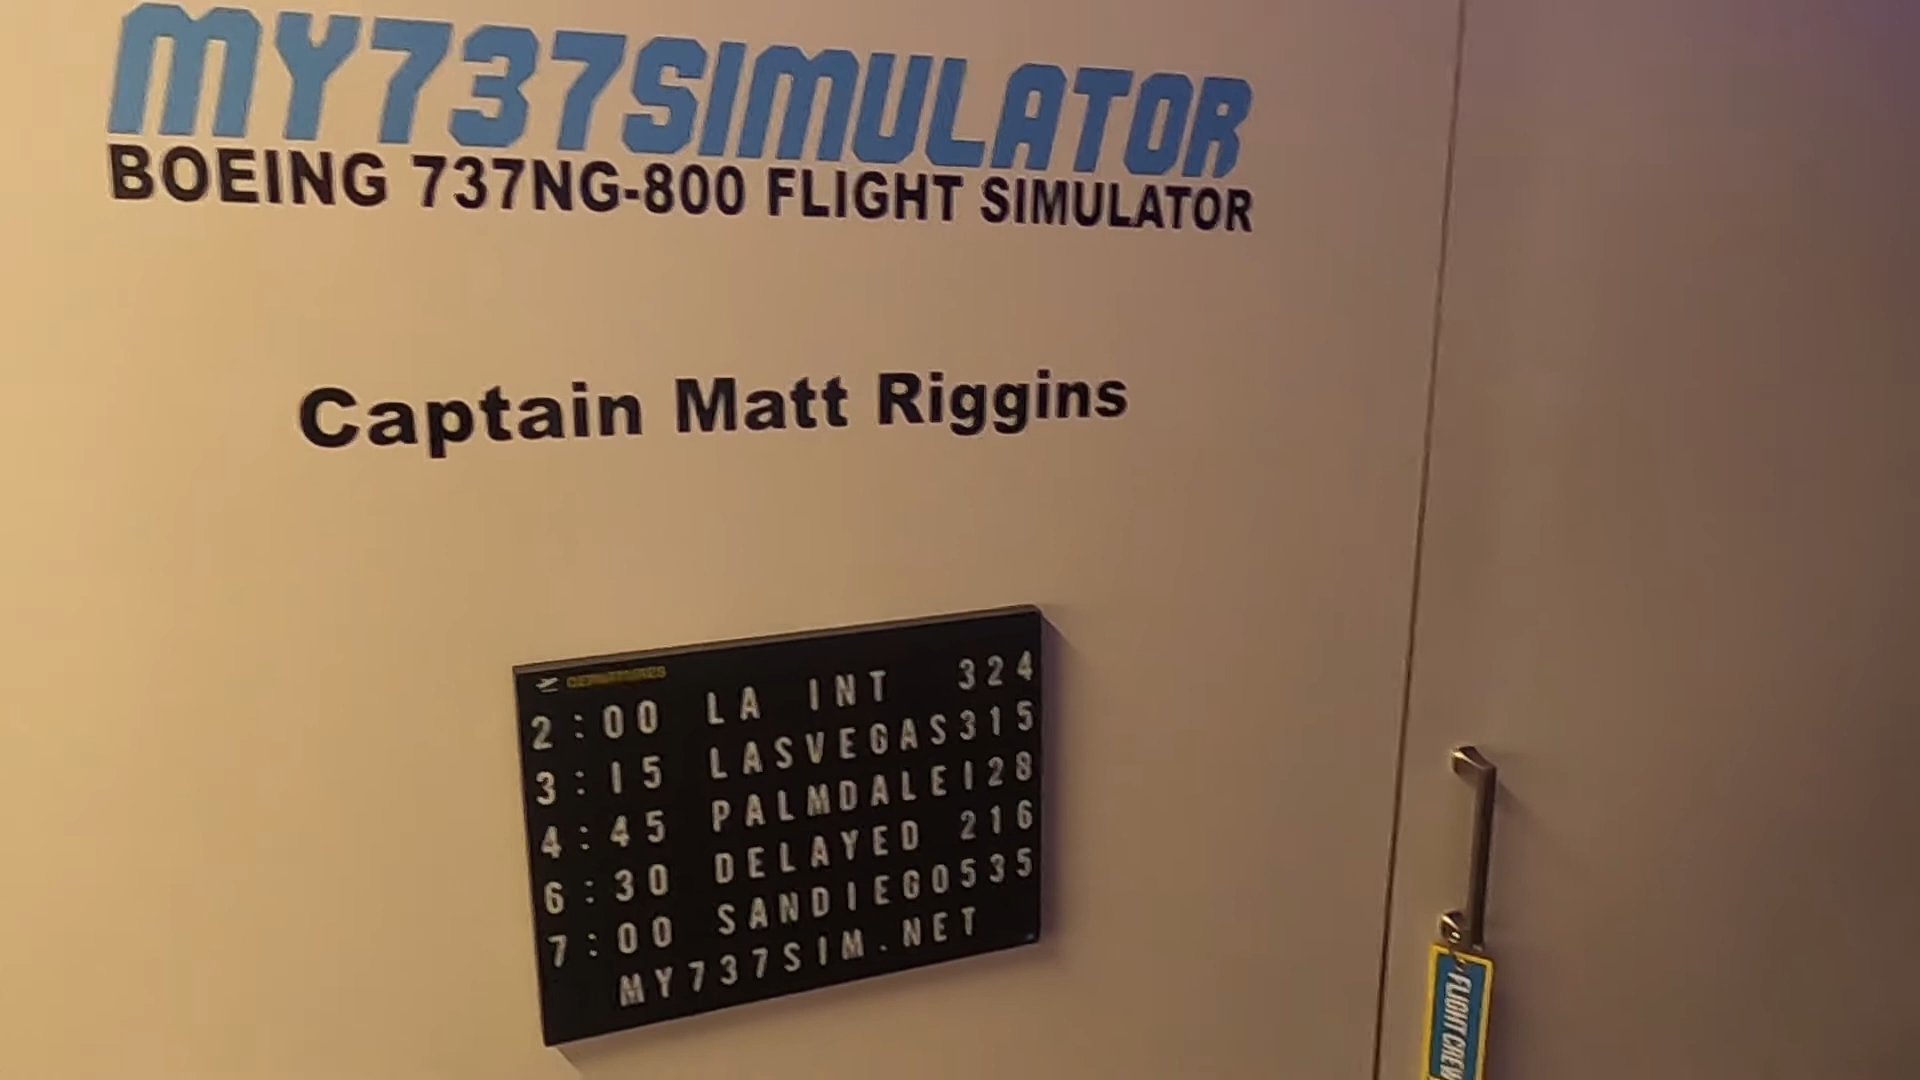 MY737SIMULATOR
BOEING 737NG-800 FLIGHT SIMULATOR
Captain Matt Riggins
2:00 LA INT 324
3:15 LASVEGAS315
4:45 PALMDALE128
6:30 DELAYED 216
7:00 SANDIEGO535
MY737SIM.NET
FLIGHT CREW